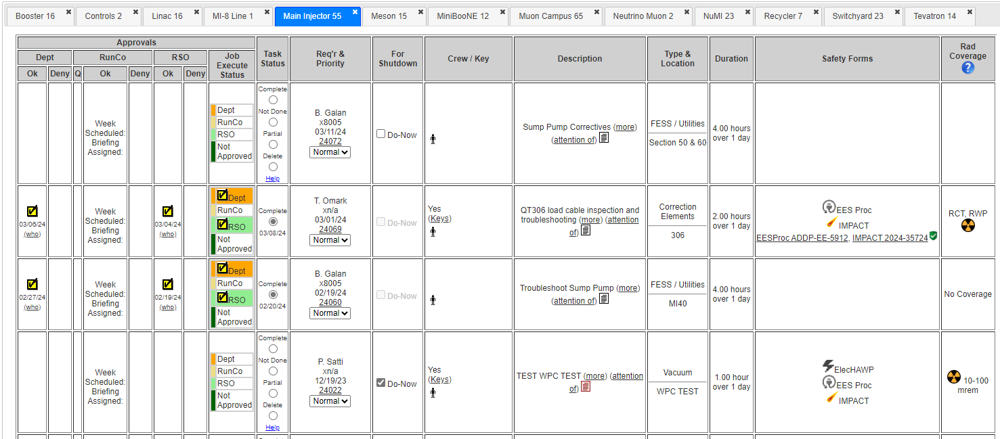 Booster 16 Controls 2 Linac 16 MI-8 Line 1 Main Injector 55 Meson 15 MiniBooNE 12 Muon Campus 65 Neutrino Muon 2 NuMI 23 Recycler 7 Switchyard 23 Tevatron 14
Approvals
Dept RunCo RSO
Ok Deny Q Ok Deny Ok Deny
Job
Execute
Status
Task
Status
Req'r &
Priority
For
Shutdown
Crew / Key
Description
Type &
Location
Duration
Safety Forms
Rad
Coverage
?
Week
Scheduled:
Briefing
Assigned:
Dept
RunCo
RSO
Not
Approved
Complete
Not Done
Partial
Delete
Help
B. Galan
x8005
03/11/24
24072
Normal
Do-Now
Sump Pump Correctives (more)
(attention of)
FESS / Utilities
Section 50 & 60
4.00 hours
over 1 day
03/06/24
(who)
Week
Scheduled:
Briefing
Assigned:
03/04/24
(who)
Dept
RunCo
RSO
Not
Approved
Complete
03/08/24
T. Omark
xn/a
03/01/24
24069
Normal
Do-Now
Yes
(Keys)
QT306 load cable inspection and
troubleshooting (more) (attention
of)
Correction
Elements
306
2.00 hours
over 1 day
EES Proc
IMPACT
EESProc ADDP-EE-5912, IMPACT 2024-35724
RCT, RWP
02/27/24
(who)
Week
Scheduled:
Briefing
Assigned:
02/19/24
(who)
Dept
RunCo
RSO
Not
Approved
Complete
02/20/24
B. Galan
x8005
02/19/24
24060
Normal
Do-Now
Troubleshoot Sump Pump (more)
(attention of)
FESS / Utilities
MI40
4.00 hours
over 1 day
No Coverage
Week
Scheduled:
Briefing
Assigned:
Dept
RunCo
RSO
Not
Approved
Complete
Not Done
Partial
Delete
Help
P. Satti
xn/a
12/19/23
24022
Normal
Do-Now
Yes
(Keys)
TEST WPC TEST (more) (attention
of)
Vacuum
WPC TEST
1.00 hour
over 1 day
ElecHAWP
EES Proc
IMPACT
10-100
mrem